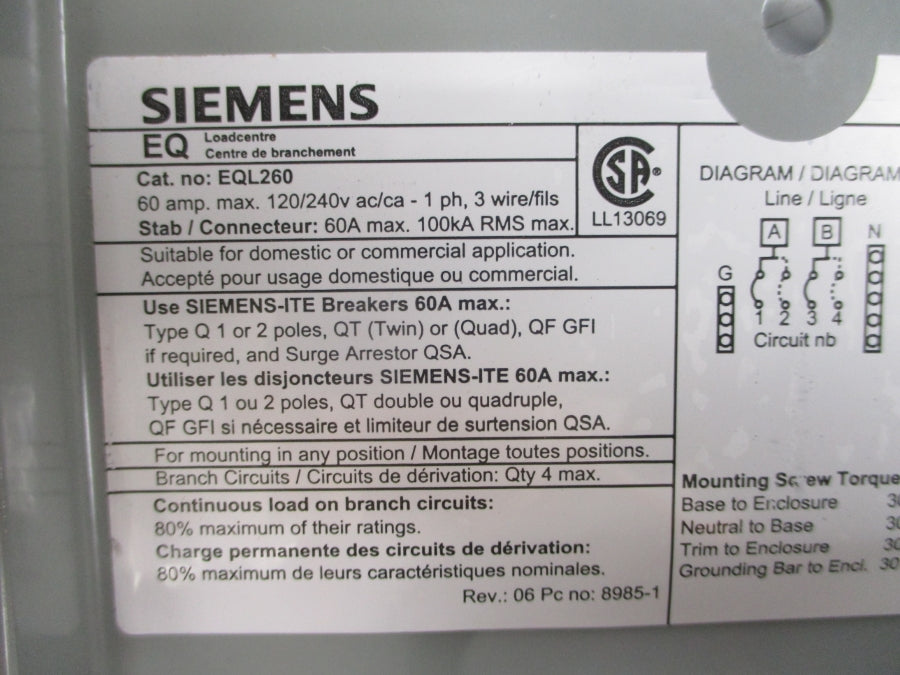 SIEMENS
EQ Loadcentre
Centre de branchement
Cat. no: EQL260
60 amp. max. 120/240v ac/ca - 1 ph, 3 wire/fils
Stab / Connecteur: 60A max. 100kA RMS max.
SA ®
LL13069
Suitable for domestic or commercial application.
Accepté pour usage domestique ou commercial.
Use SIEMENS-ITE Breakers 60A max.:
Type Q 1 or 2 poles, QT (Twin) or (Quad), QF GFI
if required, and Surge Arrestor QSA.
Utiliser les disjoncteurs SIEMENS-ITE 60A max.:
Type Q 1 ou 2 poles, QT double ou quadruple,
QF GFI si nécessaire et limiteur de surtension QSA.
For mounting in any position / Montage toutes positions.
Branch Circuits / Circuits de dérivation: Qty 4 max.
Continuous load on branch circuits:
80% maximum of their ratings.
Charge permanente des circuits de dérivation:
80% maximum de leurs caractéristiques nominales.
Rev.: 06 Pc no: 8985-1
DIAGRAM / DIAGRAM
Line / Ligne
A B N
G
1 2 3 4
Circuit nb
Mounting Screw Torque
Base to Enclosure 30
Neutral to Base 30
Trim to Enclosure 30
Grounding Bar to Encl. 30